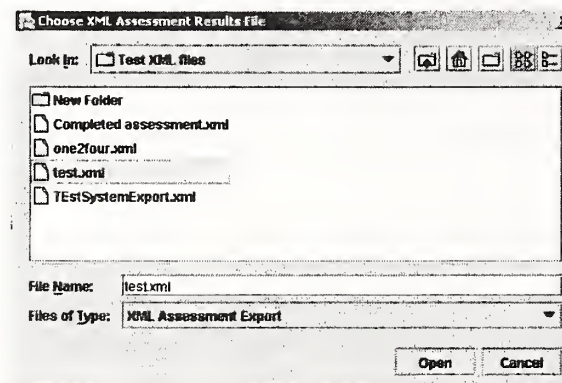 Choose XML Assessment Results File
Look In: Test XML files
New Folder
Completed assessment.xml
one2four.xml
test.xml
TEstSystemExport.xml
File Name: test.xml
Files of Type: XML Assessment Export
Open Cancel